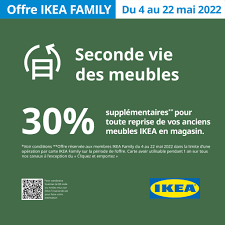 Offre IKEA FAMILY
Du 4 au 22 mai 2022
Seconde vie
des meubles
30%
supplémentaires** pour
toute reprise de vos anciens
meubles IKEA en magasin.
*Voir conditions **Offre réservée aux membres IKEA Family du 4 au 22 mai 2022 dans la limite d'une
opération par carte IKEA Family sur la période de l'offre. Carte avoir utilisable pendant 1 an sur tous
nos canaux à l'exception du « Cliquez et emportez »
IKEA